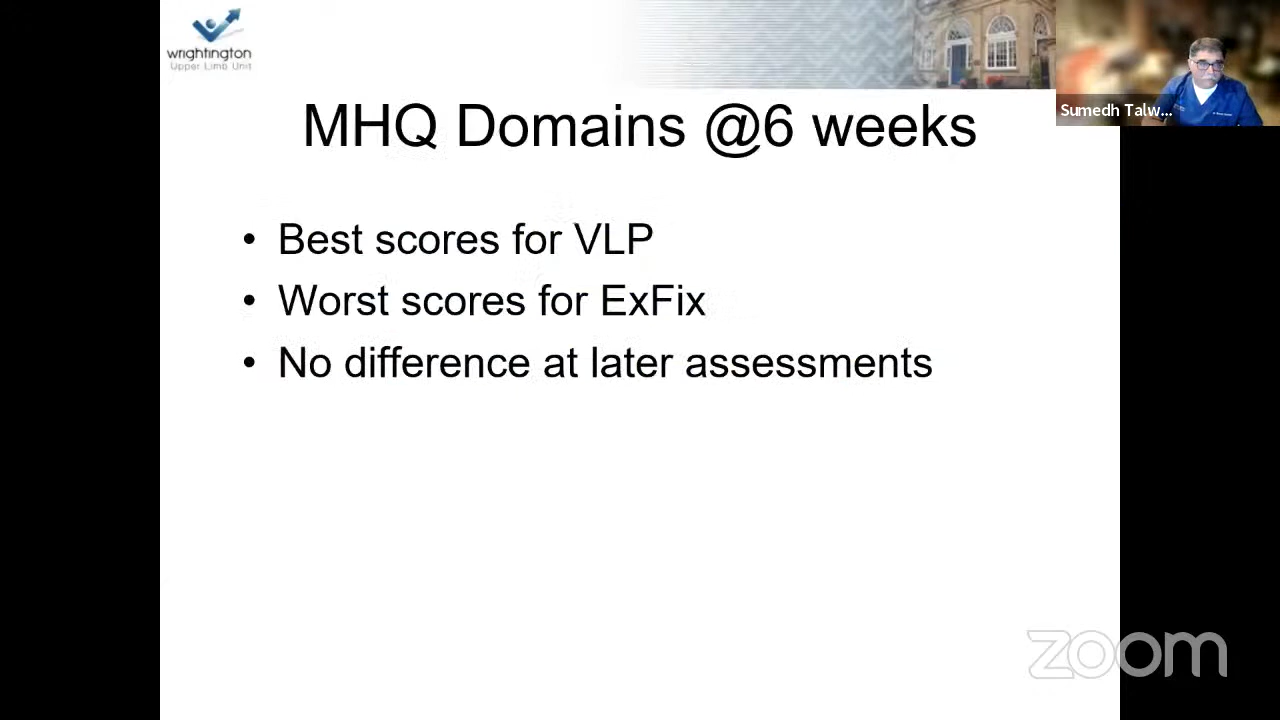 wrightington
Upper Limb Unit
Sumedh Talw...
MHQ Domains @6 weeks
• Best scores for VLP
• Worst scores for ExFix
• No difference at later assessments
zoom